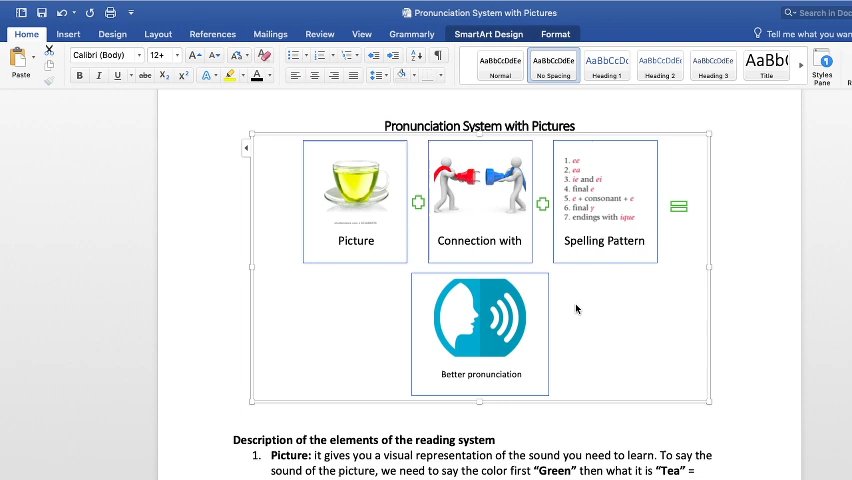 Pronunciation System with Pictures
Search in Doc
Home Insert Design Layout References Mailings Review View Grammarly SmartArt Design Format Tell me what you wan
Paste
Calibri (Body) 12+
B I U abc X₂ X²
AaBbCcDdEe AaBbCcDdEe AaBbCcDc AaBbCcDdEe AaBbCcDdEe AaBb(
Normal No Spacing Heading 1 Heading 2 Heading 3 Title
Styles
Pane
Pronunciation System with Pictures
1. ee
2. ea
3. ie and ei
4. final e
5. e + consonant + e
6. final y
7. endings with ique
Picture
Connection with
Spelling Pattern
Better pronunciation
Description of the elements of the reading system
1. Picture: it gives you a visual representation of the sound you need to learn. To say the
sound of the picture, we need to say the color first “Green” then what it is “Tea” =